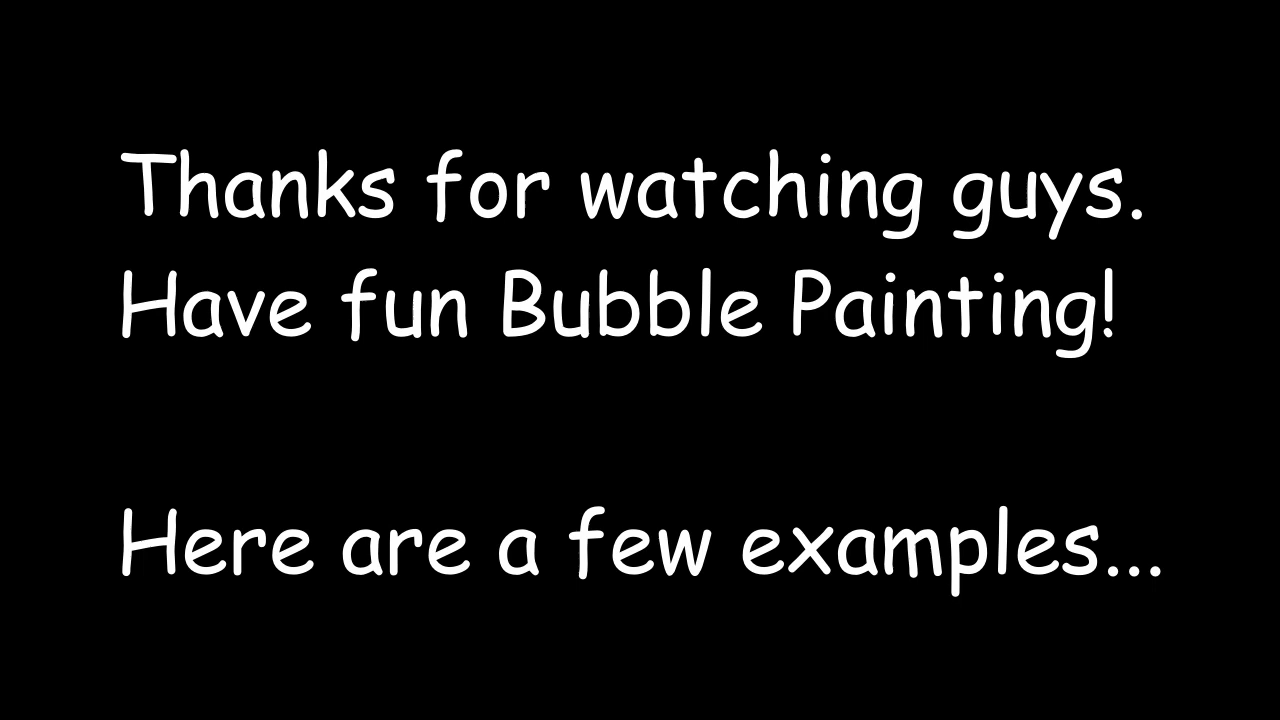 Thanks for watching guys.
Have fun Bubble Painting!
Here are a few examples...